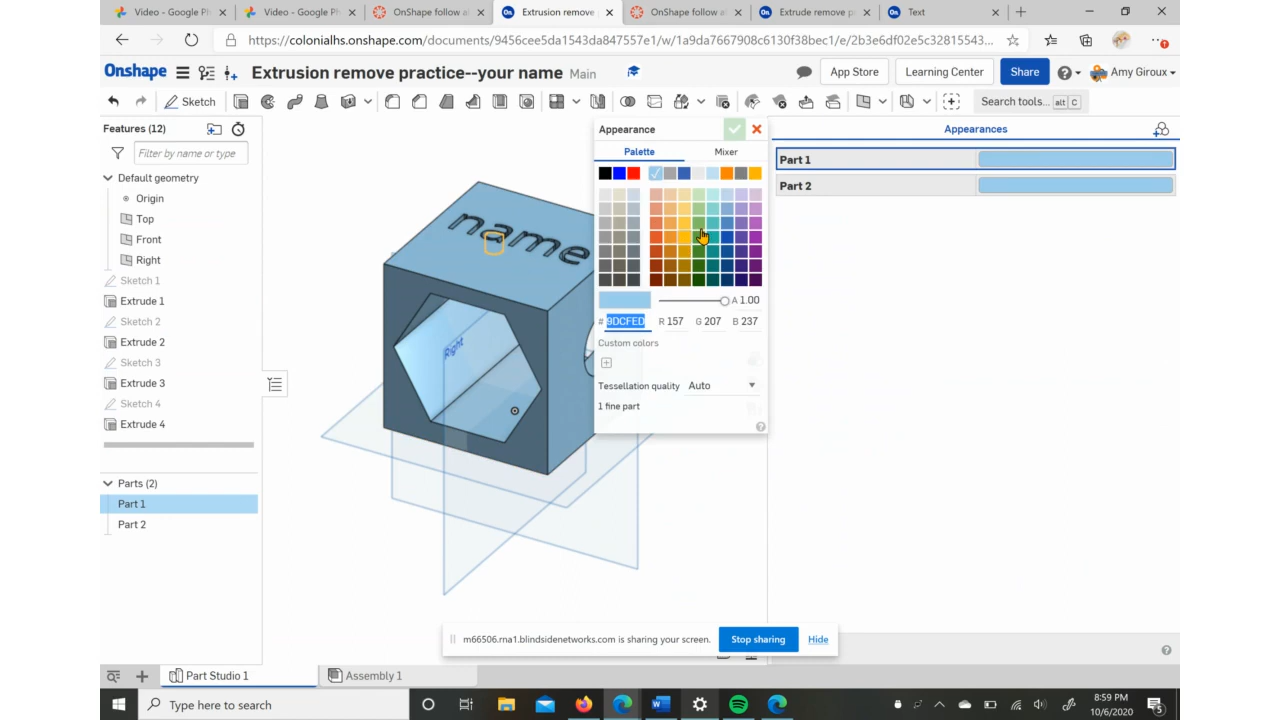 Video - Google Ph
Video - Google Ph
OnShape follow a
Extrusion remove
OnShape follow al
Extrude remove p
Text
https://colonialhs.onshape.com/documents/9456cee5da1543da847557e1/w/1a9da7667908c6130f38bec1/e/2b3e6df02e5c32815543...
Onshape
Extrusion remove practice--your name Main
App Store
Learning Center
Share
Amy Giroux
Sketch
Search tools... alt C
Features (12)
Filter by name or type
Default geometry
Origin
Top
Front
Right
Sketch 1
Extrude 1
Sketch 2
Extrude 2
Sketch 3
Extrude 3
Sketch 4
Extrude 4
Parts (2)
Part 1
Part 2
name
Right
Appearance
Palette
Mixer
A 1.00
# 9DCFED R 157 G 207 B 237
Custom colors
Tessellation quality Auto
1 fine part
Appearances
Part 1
Part 2
m66506.rna1.blindsidenetworks.com is sharing your screen.
Stop sharing
Hide
Part Studio 1
Assembly 1
Type here to search
8:59 PM
10/6/2020
5